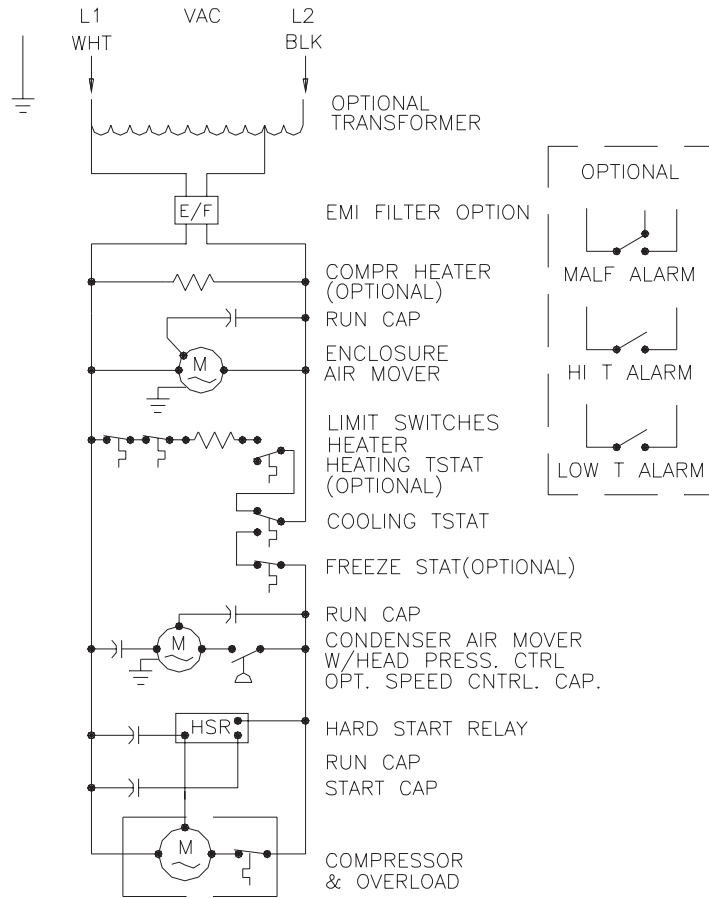 L1 VAC L2
WHT BLK
OPTIONAL
TRANSFORMER
E/F
EMI FILTER OPTION
COMPR HEATER
(OPTIONAL)
RUN CAP
M
ENCLOSURE
AIR MOVER
LIMIT SWITCHES
HEATER
HEATING TSTAT
(OPTIONAL)
COOLING TSTAT
FREEZE STAT(OPTIONAL)
RUN CAP
M
CONDENSER AIR MOVER
W/HEAD PRESS. CTRL
OPT. SPEED CNTRL. CAP.
HSR
HARD START RELAY
RUN CAP
START CAP
M
COMPRESSOR
& OVERLOAD
OPTIONAL
MALF ALARM
HI T ALARM
LOW T ALARM